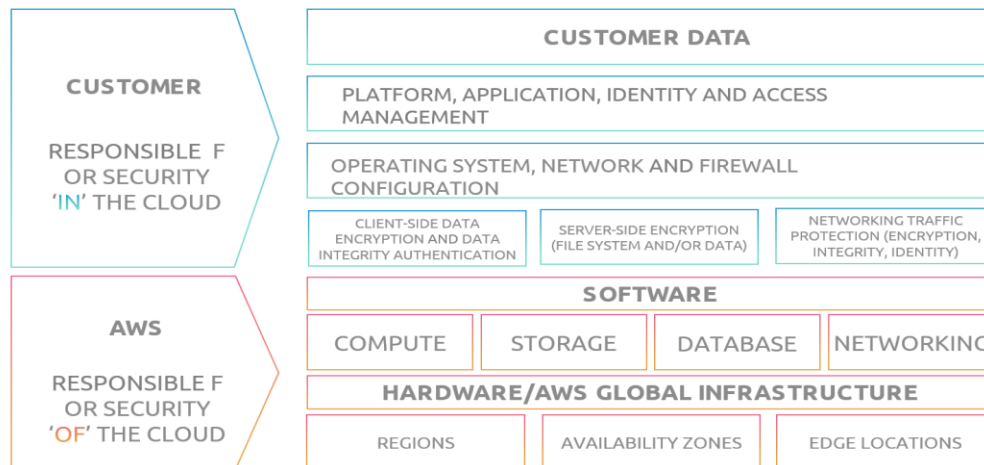 CUSTOMER
RESPONSIBLE F
OR SECURITY
‘IN’ THE CLOUD
CUSTOMER DATA
PLATFORM, APPLICATION, IDENTITY AND ACCESS
MANAGEMENT
OPERATING SYSTEM, NETWORK AND FIREWALL
CONFIGURATION
CLIENT-SIDE DATA
ENCRYPTION AND DATA
INTEGRITY AUTHENTICATION
SERVER-SIDE ENCRYPTION
(FILE SYSTEM AND/OR DATA)
NETWORKING TRAFFIC
PROTECTION (ENCRYPTION,
INTEGRITY, IDENTITY)
AWS
RESPONSIBLE F
OR SECURITY
‘OF’ THE CLOUD
SOFTWARE
COMPUTE
STORAGE
DATABASE
NETWORKING
HARDWARE/AWS GLOBAL INFRASTRUCTURE
REGIONS
AVAILABILITY ZONES
EDGE LOCATIONS